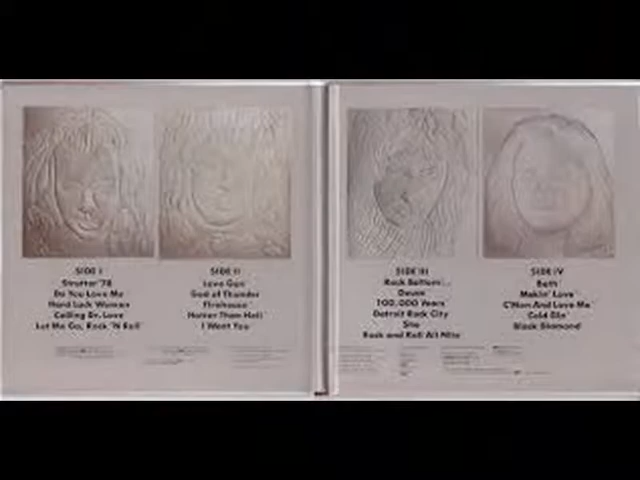 SIDE I
Strutter '78
Do You Love Me
Hard Luck Woman
Calling Dr. Love
Let Me Go, Rock 'N Roll
SIDE II
Love Gun
God of Thunder
Firehouse
Hotter Than Hell
I Want You
SIDE III
Rock Bottom
Deuce
100,000 Years
Detroit Rock City
She
Rock and Roll All Nite
SIDE IV
Beth
Makin' Love
C'Mon And Love Me
Cold Gin
Black Diamond